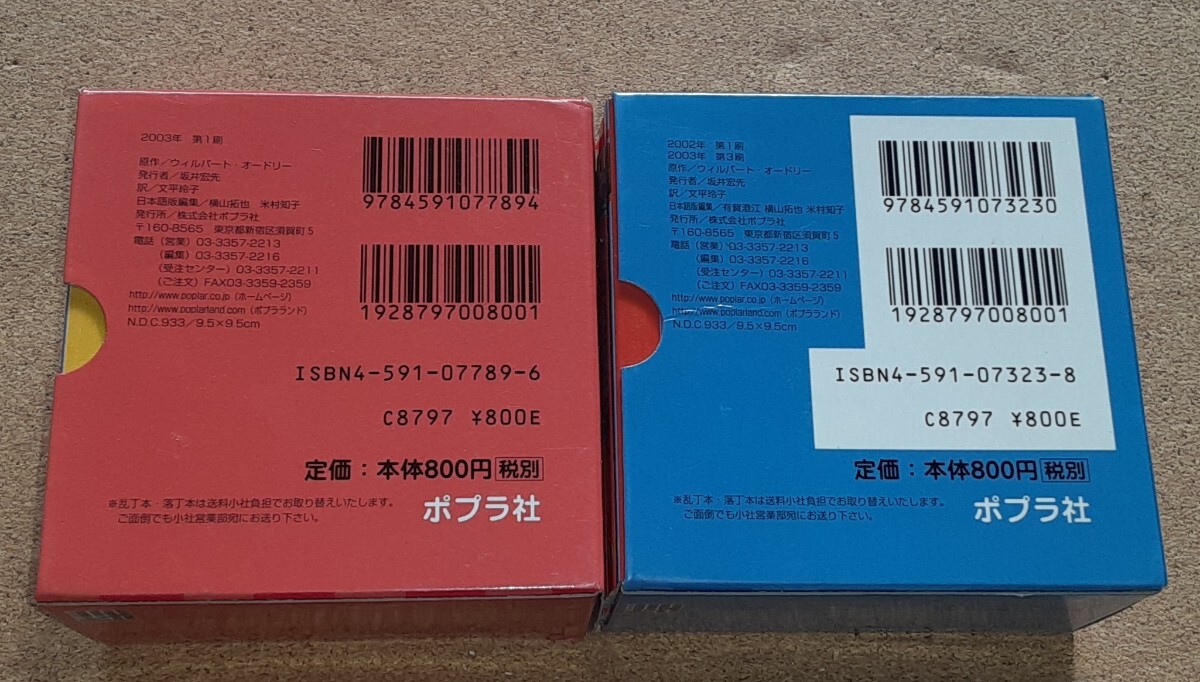 2003年 第1刷
原作/ウィルバート・オードリー
発行者/坂井宏先
訳/文平玲子
日本語版編集/横山拓也 米村知子
発行所/株式会社ポプラ社
〒160-8565 東京都新宿区須賀町5
電話(営業)03-3357-2213
(編集)03-3357-2216
(受注センター)03-3357-2211
(ご注文)FAX03-3359-2359
http://www.poplar.co.jp(ホームページ)
http://www.poplarland.com(ポプラランド)
N.D.C.933/9.5×9.5cm
9784591077894
1928797008001
ISBN4-591-07789-6
C8797 ¥800E
定価:本体800円 税別
※乱丁本・落丁本は送料小社負担でお取り替えいたします。
ご面倒でも小社営業部宛にお送り下さい。
ポプラ社
2002年 第1刷
2003年 第3刷
原作/ウィルバート・オードリー
発行者/坂井宏先
訳/文平玲子
日本語版編集/有賀澄江 横山拓也 米村知子
発行所/株式会社ポプラ社
〒160-8565 東京都新宿区須賀町5
電話(営業)03-3357-2213
(編集)03-3357-2216
(受注センター)03-3357-2211
(ご注文)FAX03-3359-2359
http://www.poplar.co.jp(ホームページ)
http://www.poplarland.com(ポプラランド)
N.D.C.933/9.5×9.5cm
9784591073230
1928797008001
ISBN4-591-07323-8
C8797 ¥800E
定価:本体800円 税別
※乱丁本・落丁本は送料小社負担でお取り替えいたします。
ご面倒でも小社営業部宛にお送り下さい。
ポプラ社